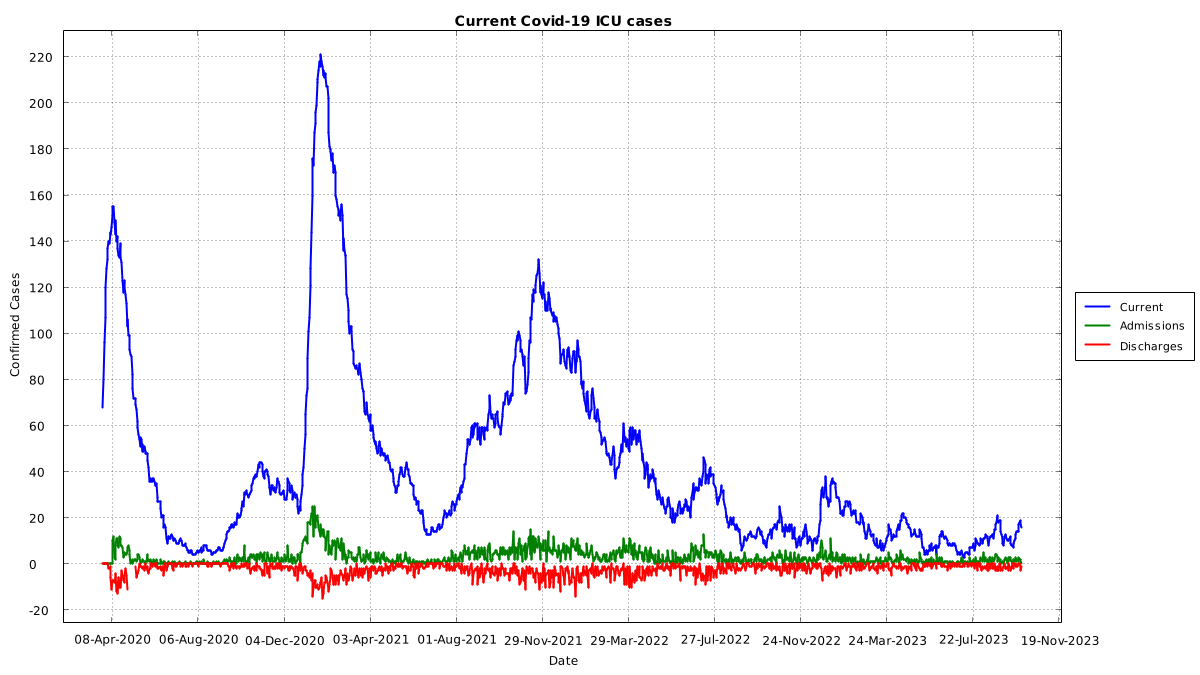 Current Covid-19 ICU cases
220
200
180
160
140
120
100
80
60
40
20
0
-20
Confirmed Cases
08-Apr-2020 06-Aug-2020 04-Dec-2020 03-Apr-2021 01-Aug-2021 29-Nov-2021 29-Mar-2022 27-Jul-2022 24-Nov-2022 24-Mar-2023 22-Jul-2023 19-Nov-2023
Date
Current
Admissions
Discharges